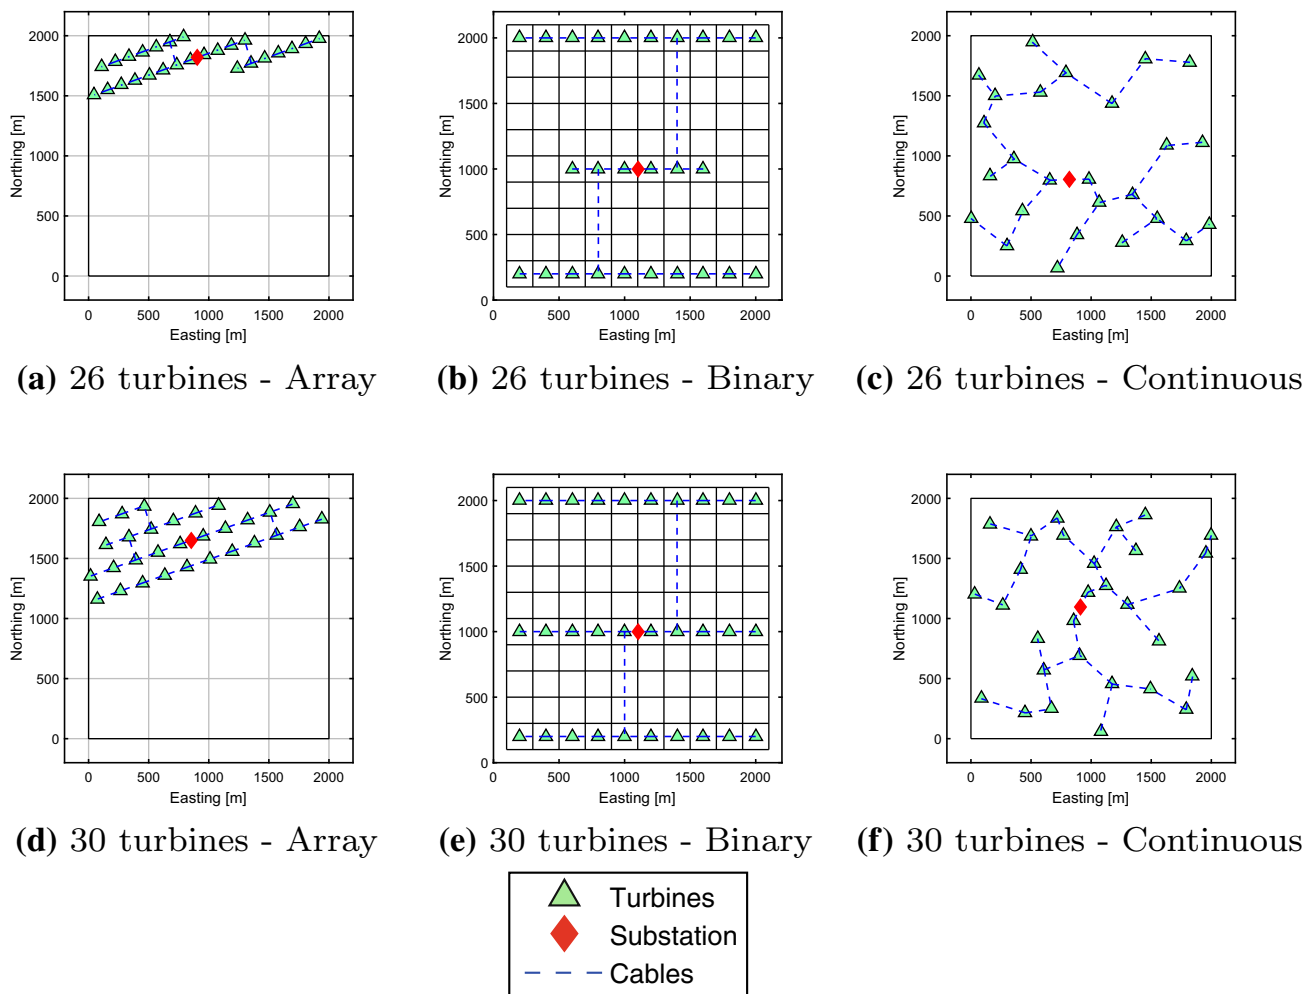 2000
1500
1000
500
0
Northing [m]
0 500 1000 1500 2000
Easting [m]
(a) 26 turbines - Array
2000
1500
1000
500
0
Northing [m]
0 500 1000 1500 2000
Easting [m]
(b) 26 turbines - Binary
2000
1500
1000
500
0
Northing [m]
0 500 1000 1500 2000
Easting [m]
(c) 26 turbines - Continuous
2000
1500
1000
500
0
Northing [m]
0 500 1000 1500 2000
Easting [m]
(d) 30 turbines - Array
2000
1500
1000
500
0
Northing [m]
0 500 1000 1500 2000
Easting [m]
(e) 30 turbines - Binary
2000
1500
1000
500
0
Northing [m]
0 500 1000 1500 2000
Easting [m]
(f) 30 turbines - Continuous
Turbines
Substation
Cables